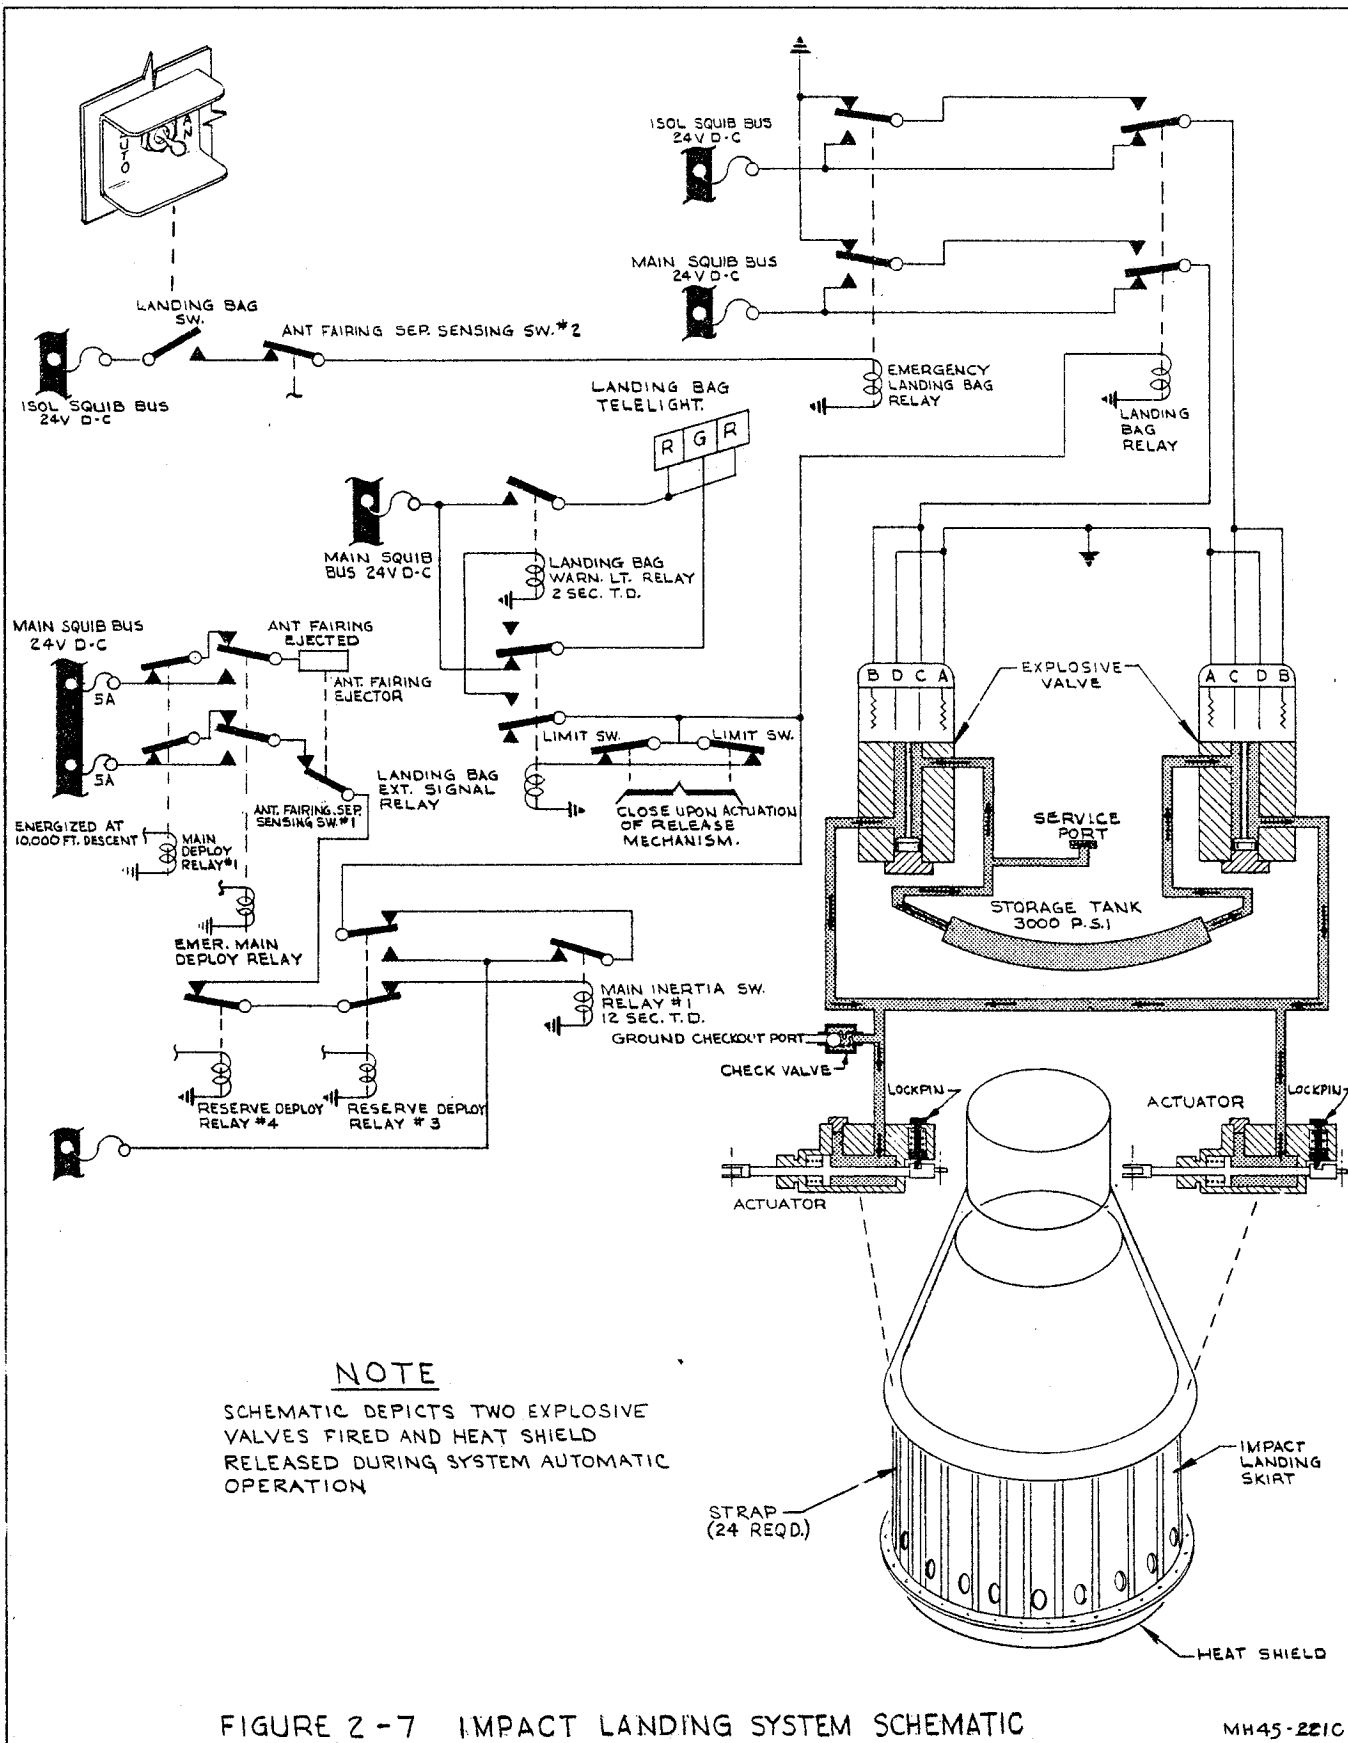 AUTO
MAN
ISOL SQUIB BUS
24V D-C
MAIN SQUIB BUS
24V D-C
LANDING BAG
SW.
ANT FAIRING SEP. SENSING SW. #2
ISOL SQUIB BUS
24V D-C
EMERGENCY
LANDING BAG
RELAY
LANDING
BAG
RELAY
LANDING BAG
TELELIGHT.
R G R
MAIN SQUIB
BUS 24V D-C
LANDING BAG
WARN. LT. RELAY
2 SEC. T.D.
MAIN SQUIB BUS
24V D-C
ANT FAIRING
EJECTED
ANT. FAIRING
EJECTOR
5A
5A
B D C A
EXPLOSIVE
VALVE
A C D B
LIMIT SW.
LIMIT SW.
LANDING BAG
EXT. SIGNAL
RELAY
CLOSE UPON ACTUATION
OF RELEASE
MECHANISM.
ANT. FAIRING. SEP.
SENSING SW.#1
ENERGIZED AT
10,000 FT. DESCENT
MAIN
DEPLOY
RELAY#1
SERVICE
PORT
STORAGE TANK
3000 P.S.I
EMER. MAIN
DEPLOY RELAY
MAIN INERTIA SW.
RELAY #1
12 SEC. T.D.
GROUND CHECKOUT PORT
CHECK VALVE
RESERVE DEPLOY
RELAY #4
RESERVE DEPLOY
RELAY #3
LOCKPIN
ACTUATOR
LOCKPIN
ACTUATOR
NOTE
SCHEMATIC DEPICTS TWO EXPLOSIVE
VALVES FIRED AND HEAT SHIELD
RELEASED DURING SYSTEM AUTOMATIC
OPERATION
IMPACT
LANDING
SKIRT
STRAP
(24 REQD.)
HEAT SHIELD
FIGURE 2-7 IMPACT LANDING SYSTEM SCHEMATIC
MH45-221C